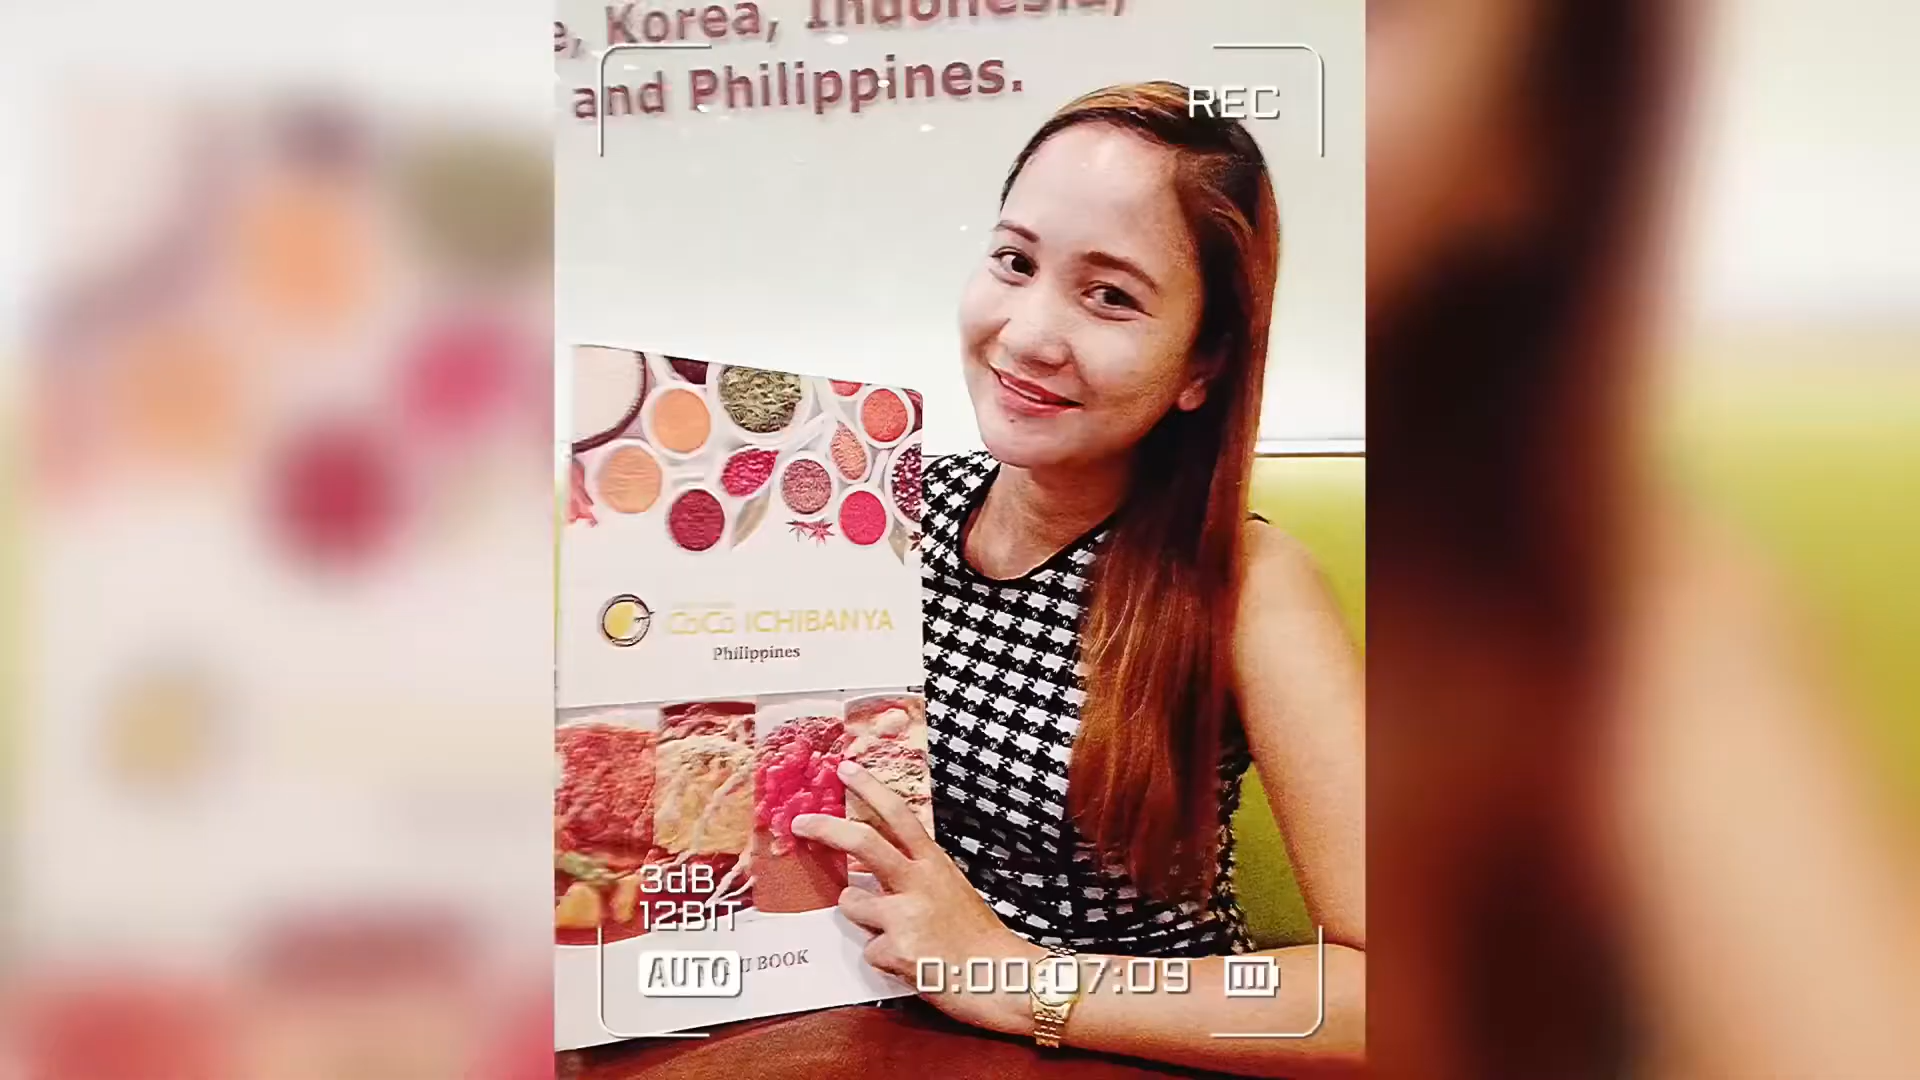 e, Korea, Indonesia,
and Philippines.
REC
CoCo ICHIBANYA
Philippines
3dB
12BIT
AUTO
U BOOK
0:00:07:09